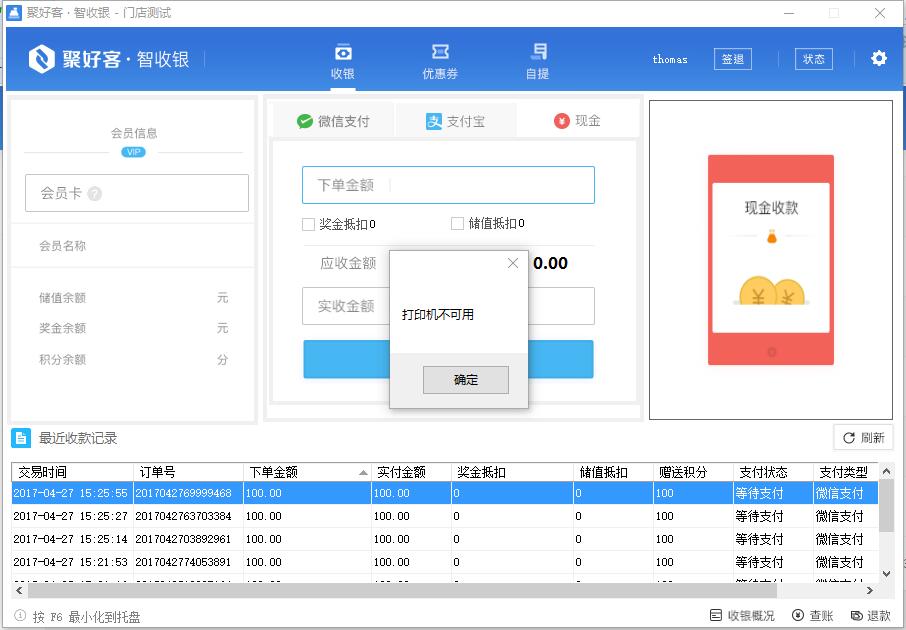 聚好客·智收银 - 门店测试
聚好客·智收银
收银
优惠券
自提
thomas
签退
状态
会员信息
VIP
会员卡 ?
会员名称
储值余额 元
奖金余额 元
积分余额 分
微信支付
支付宝
现金
下单金额
奖金抵扣0
储值抵扣0
应收金额 0.00
实收金额
打印机不可用
确定
现金收款
最近收款记录
刷新
交易时间 订单号 下单金额 实付金额 奖金抵扣 储值抵扣 赠送积分 支付状态 支付类型
2017-04-27 15:25:55 2017042769999468 100.00 100.00 0 0 100 等待支付 微信支付
2017-04-27 15:25:27 2017042763703384 100.00 100.00 0 0 100 等待支付 微信支付
2017-04-27 15:25:14 2017042703892961 100.00 100.00 0 0 100 等待支付 微信支付
2017-04-27 15:21:53 2017042774053891 100.00 100.00 0 0 100 等待支付 微信支付
按 F6 最小化到托盘
收银概况
查账
退款